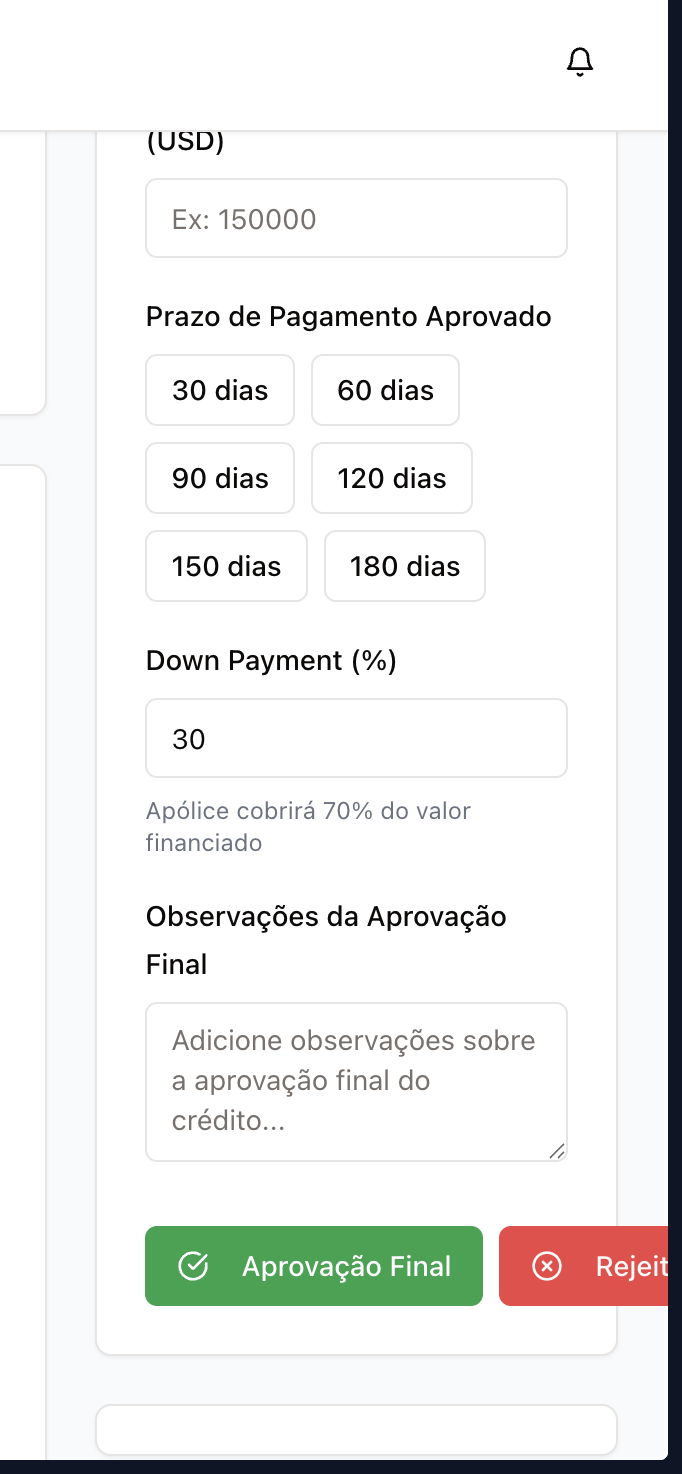 (USD)
Ex: 150000
Prazo de Pagamento Aprovado
30 dias
60 dias
90 dias
120 dias
150 dias
180 dias
Down Payment (%)
30
Apólice cobrirá 70% do valor
financiado
Observações da Aprovação
Final
Adicione observações sobre
a aprovação final do
crédito...
Aprovação Final
Rejeit